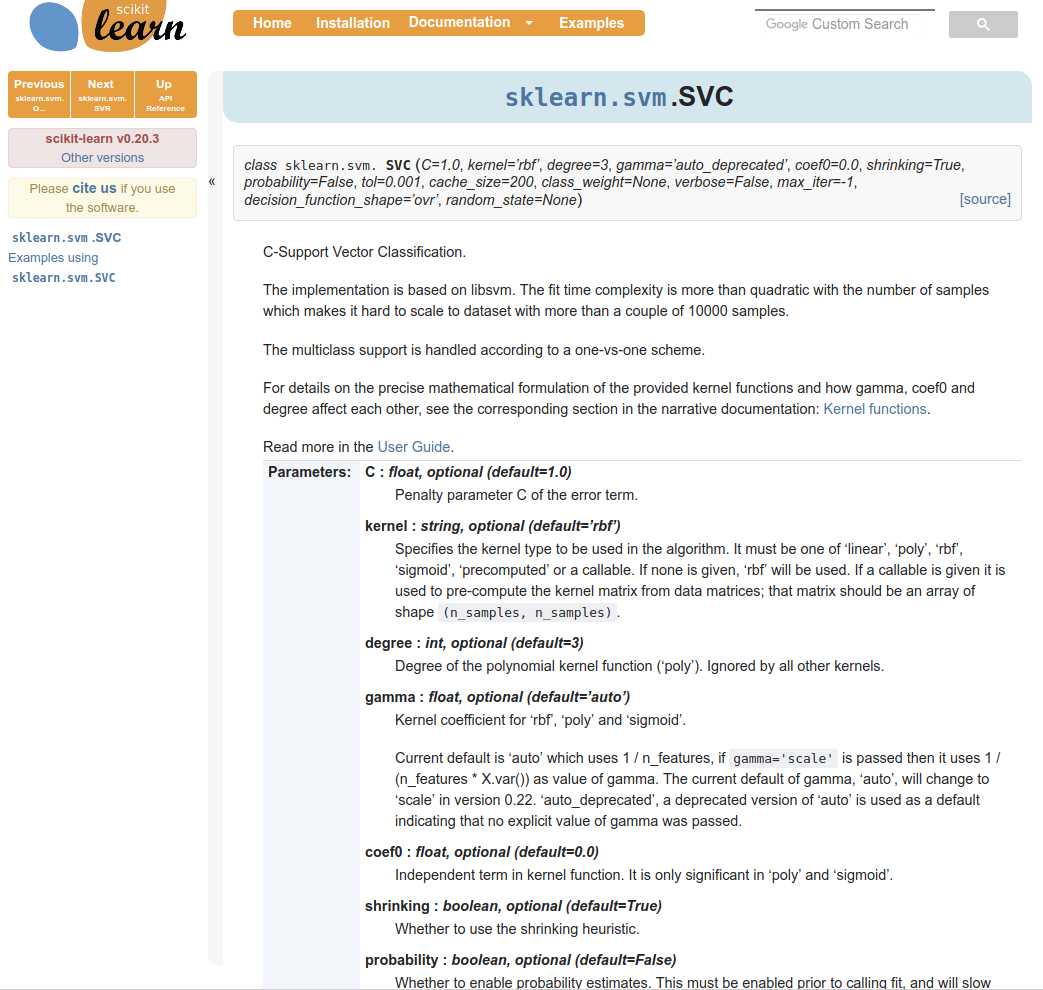 scikit
learn
Home Installation Documentation Examples
Google Custom Search
Previous
sklearn.svm.
O...
Next
sklearn.svm.
SVR
Up
API
Reference
scikit-learn v0.20.3
Other versions
Please cite us if you use
the software.
sklearn.svm .SVC
Examples using
sklearn.svm.SVC
«
sklearn.svm.SVC
class sklearn.svm. SVC (C=1.0, kernel=’rbf’, degree=3, gamma=’auto_deprecated’, coef0=0.0, shrinking=True,
probability=False, tol=0.001, cache_size=200, class_weight=None, verbose=False, max_iter=-1,
decision_function_shape=’ovr’, random_state=None)
[source]
C-Support Vector Classification.
The implementation is based on libsvm. The fit time complexity is more than quadratic with the number of samples
which makes it hard to scale to dataset with more than a couple of 10000 samples.
The multiclass support is handled according to a one-vs-one scheme.
For details on the precise mathematical formulation of the provided kernel functions and how gamma, coef0 and
degree affect each other, see the corresponding section in the narrative documentation: Kernel functions.
Read more in the User Guide.
Parameters:
C : float, optional (default=1.0)
Penalty parameter C of the error term.
kernel : string, optional (default=’rbf’)
Specifies the kernel type to be used in the algorithm. It must be one of ‘linear’, ‘poly’, ‘rbf’,
‘sigmoid’, ‘precomputed’ or a callable. If none is given, ‘rbf’ will be used. If a callable is given it is
used to pre-compute the kernel matrix from data matrices; that matrix should be an array of
shape (n_samples, n_samples).
degree : int, optional (default=3)
Degree of the polynomial kernel function (‘poly’). Ignored by all other kernels.
gamma : float, optional (default=’auto’)
Kernel coefficient for ‘rbf’, ‘poly’ and ‘sigmoid’.
Current default is ‘auto’ which uses 1 / n_features, if gamma='scale' is passed then it uses 1 /
(n_features * X.var()) as value of gamma. The current default of gamma, ‘auto’, will change to
‘scale’ in version 0.22. ‘auto_deprecated’, a deprecated version of ‘auto’ is used as a default
indicating that no explicit value of gamma was passed.
coef0 : float, optional (default=0.0)
Independent term in kernel function. It is only significant in ‘poly’ and ‘sigmoid’.
shrinking : boolean, optional (default=True)
Whether to use the shrinking heuristic.
probability : boolean, optional (default=False)
Whether to enable probability estimates. This must be enabled prior to calling fit, and will slow